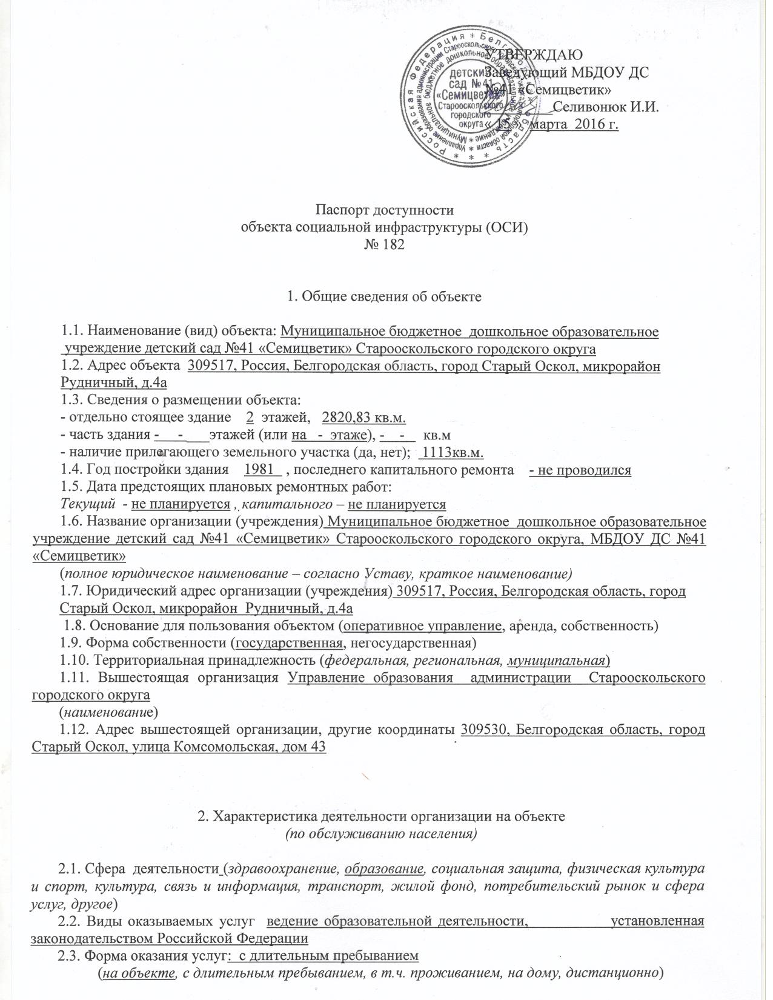 УТВЕРЖДАЮ
Заведующий МБДОУ ДС
№41 «Семицветик»
_________Селивонюк И.И.
« 15 » марта 2016 г.
Российская Федерация * Белгородская область * * *
Управление образования администрации Старооскольского городского округа Белгородской области *
Муниципальное бюджетное дошкольное образовательное учреждение *
детский
сад №41
«Семицветик»
Старооскольского
городского
округа
Паспорт доступности
объекта социальной инфраструктуры (ОСИ)
№ 182
1. Общие сведения об объекте
1.1. Наименование (вид) объекта: Муниципальное бюджетное дошкольное образовательное
учреждение детский сад №41 «Семицветик» Старооскольского городского округа
1.2. Адрес объекта 309517, Россия, Белгородская область, город Старый Оскол, микрорайон
Рудничный, д.4а
1.3. Сведения о размещении объекта:
- отдельно стоящее здание 2 этажей, 2820,83 кв.м.
- часть здания - - ___этажей (или на - этаже), - - кв.м
- наличие прилегающего земельного участка (да, нет); 1113кв.м.
1.4. Год постройки здания 1981 , последнего капитального ремонта - не проводился
1.5. Дата предстоящих плановых ремонтных работ:
Текущий - не планируется , капитального – не планируется
1.6. Название организации (учреждения) Муниципальное бюджетное дошкольное образовательное
учреждение детский сад №41 «Семицветик» Старооскольского городского округа, МБДОУ ДС №41
«Семицветик»
(полное юридическое наименование – согласно Уставу, краткое наименование)
1.7. Юридический адрес организации (учреждения) 309517, Россия, Белгородская область, город
Старый Оскол, микрорайон Рудничный, д.4а
1.8. Основание для пользования объектом (оперативное управление, аренда, собственность)
1.9. Форма собственности (государственная, негосударственная)
1.10. Территориальная принадлежность (федеральная, региональная, муниципальная)
1.11. Вышестоящая организация Управление образования администрации Старооскольского
городского округа
(наименование)
1.12. Адрес вышестоящей организации, другие координаты 309530, Белгородская область, город
Старый Оскол, улица Комсомольская, дом 43
2. Характеристика деятельности организации на объекте
(по обслуживанию населения)
2.1. Сфера деятельности (здравоохранение, образование, социальная защита, физическая культура
и спорт, культура, связь и информация, транспорт, жилой фонд, потребительский рынок и сфера
услуг, другое)
2.2. Виды оказываемых услуг ведение образовательной деятельности, установленная
законодательством Российской Федерации
2.3. Форма оказания услуг: с длительным пребыванием
(на объекте, с длительным пребыванием, в т.ч. проживанием, на дому, дистанционно)